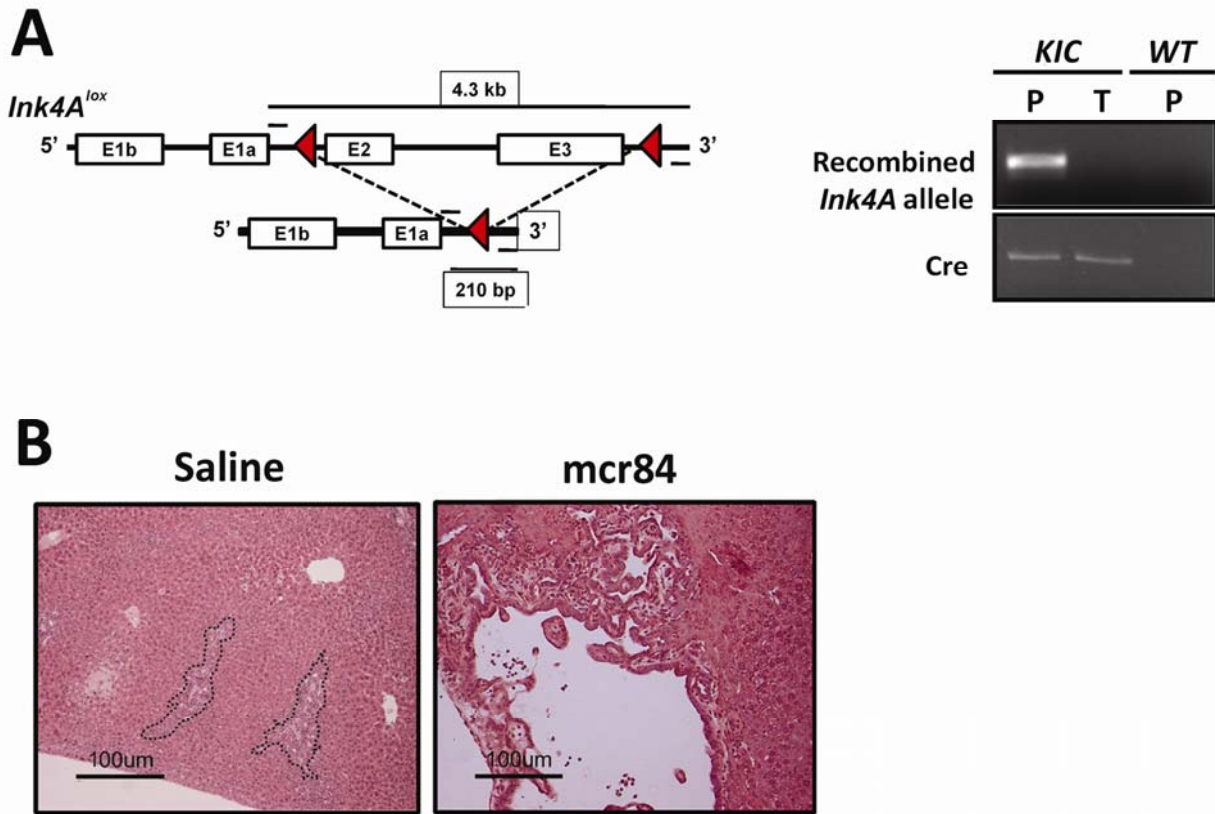 A
Ink4A^lox
4.3 kb
5' E1b E1a E2 E3 3'
5' E1b E1a 3'
210 bp
KIC WT
P T P
Recombined
Ink4A allele
Cre
B
Saline mcr84
100um 100um